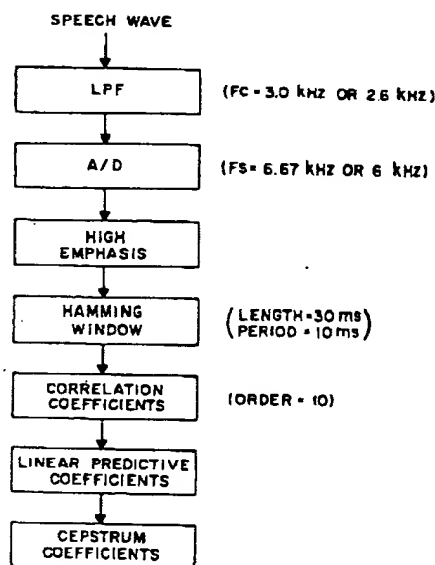 SPEECH WAVE
LPF
(FC = 3.0 KHZ OR 2.6 KHZ)
A/D
(FS = 6.67 KHZ OR 6 KHZ)
HIGH
EMPHASIS
HAMMING
WINDOW
(LENGTH = 30 ms
PERIOD = 10 ms)
CORRELATION
COEFFICIENTS
(ORDER = 10)
LINEAR PREDICTIVE
COEFFICIENTS
CEPSTRUM
COEFFICIENTS